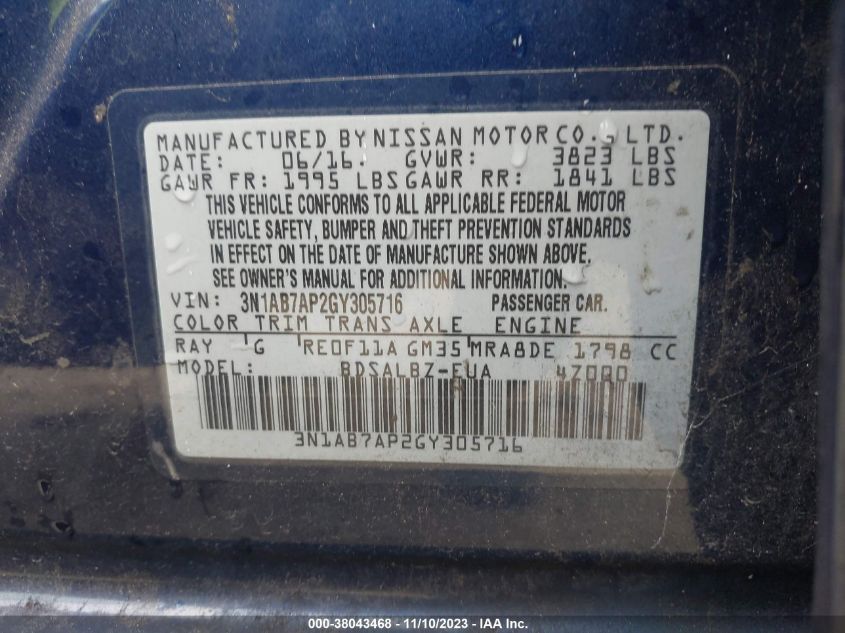 MANUFACTURED BY NISSAN MOTOR CO., LTD.
DATE: 06/16. GVWR: 3823 LBS
GAWR FR: 1995 LBS GAWR RR: 1841 LBS
THIS VEHICLE CONFORMS TO ALL APPLICABLE FEDERAL MOTOR
VEHICLE SAFETY, BUMPER AND THEFT PREVENTION STANDARDS
IN EFFECT ON THE DATE OF MANUFACTURE SHOWN ABOVE.
SEE OWNER'S MANUAL FOR ADDITIONAL INFORMATION.
VIN: 3N1AB7AP2GY305716 PASSENGER CAR.
COLOR TRIM TRANS AXLE ENGINE
RAY G RE0F11A GM35 MRA8DE 1798 CC
MODEL: BDSALBZ-EUA
3N1AB7AP2GY305716
000-38043468 - 11/10/2023 - IAA Inc.